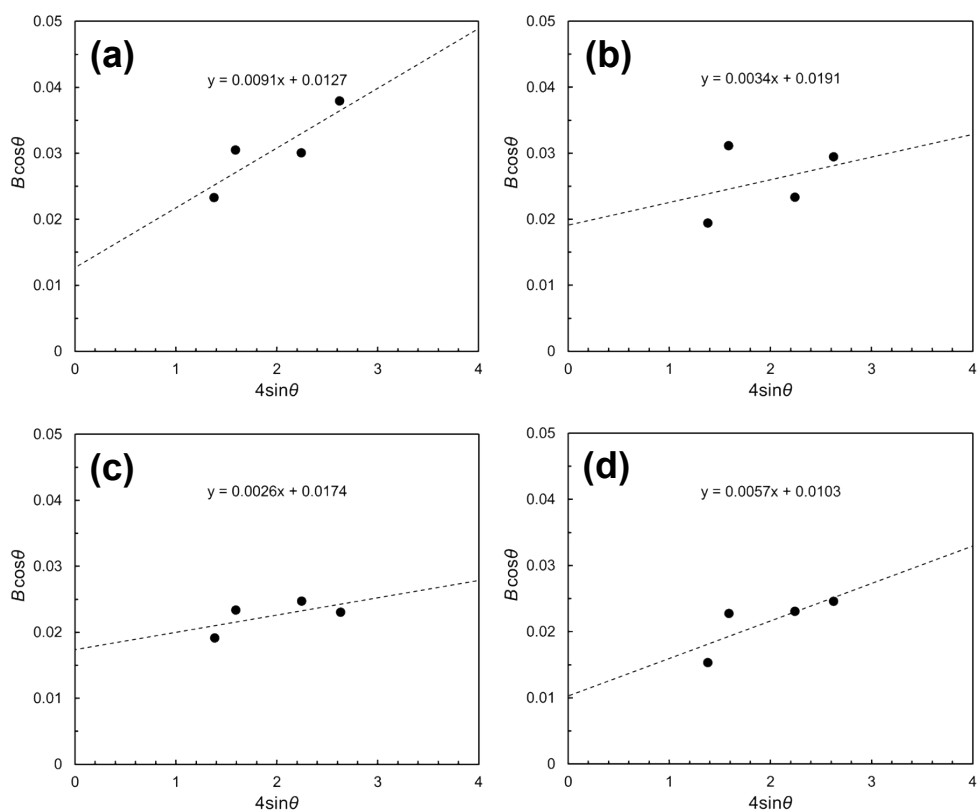 (a)
y = 0.0091x + 0.0127
0.05
0.04
0.03
0.02
0.01
0
Bcosθ
0 1 2 3 4
4sinθ
(b)
y = 0.0034x + 0.0191
0.05
0.04
0.03
0.02
0.01
0
Bcosθ
0 1 2 3 4
4sinθ
(c)
y = 0.0026x + 0.0174
0.05
0.04
0.03
0.02
0.01
0
Bcosθ
0 1 2 3 4
4sinθ
(d)
y = 0.0057x + 0.0103
0.05
0.04
0.03
0.02
0.01
0
Bcosθ
0 1 2 3 4
4sinθ